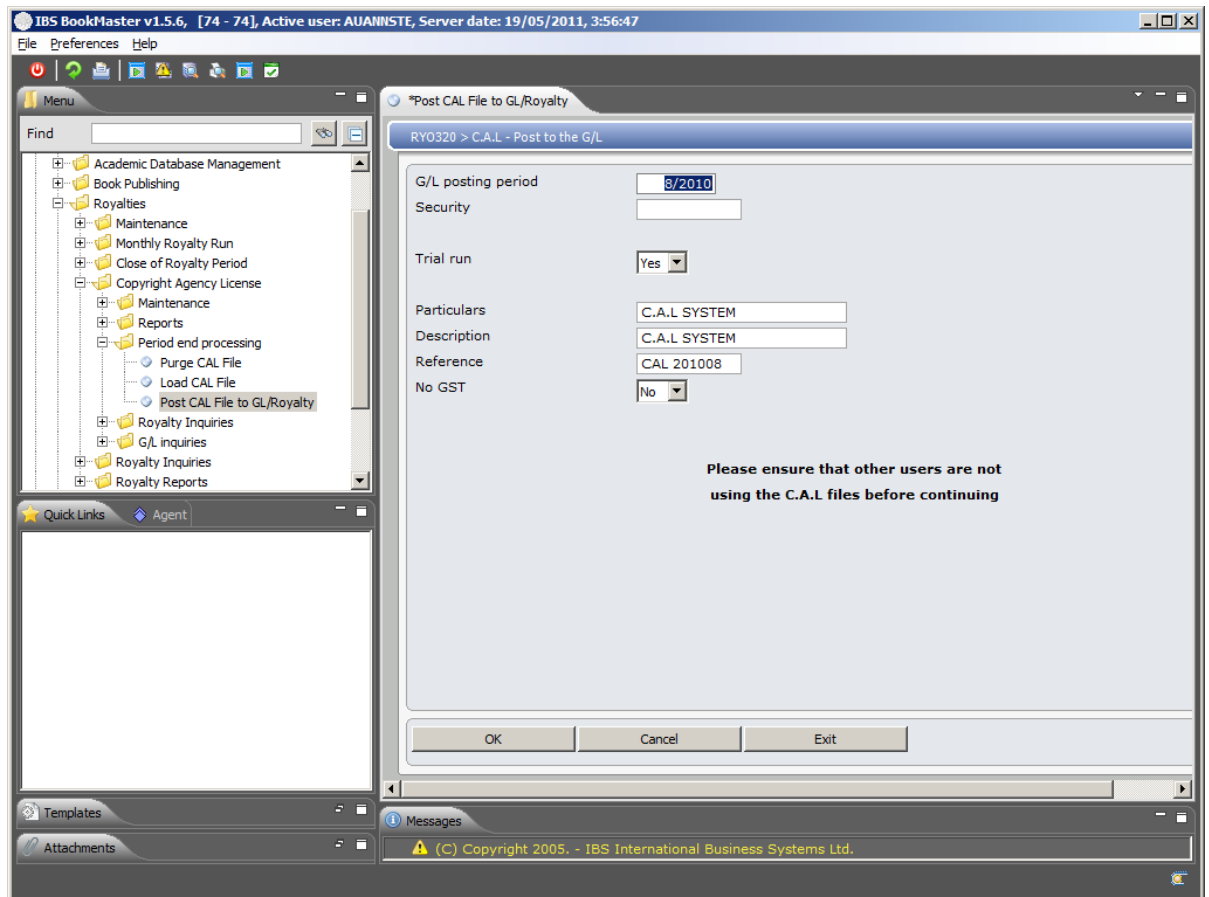 IBS BookMaster v1.5.6, [74 - 74], Active user: AUANNSTE, Server date: 19/05/2011, 3:56:47
File Preferences Help
Menu
Find
Academic Database Management
Book Publishing
Royalties
Maintenance
Monthly Royalty Run
Close of Royalty Period
Copyright Agency License
Maintenance
Reports
Period end processing
Purge CAL File
Load CAL File
Post CAL File to GL/Royalty
Royalty Inquiries
G/L inquiries
Royalty Inquiries
Royalty Reports
Quick Links Agent
Templates
Attachments
*Post CAL File to GL/Royalty
RYO320 > C.A.L - Post to the G/L
G/L posting period 8/2010
Security
Trial run Yes
Particulars C.A.L SYSTEM
Description C.A.L SYSTEM
Reference CAL 201008
No GST No
Please ensure that other users are not
using the C.A.L files before continuing
OK Cancel Exit
Messages
(C) Copyright 2005. - IBS International Business Systems Ltd.